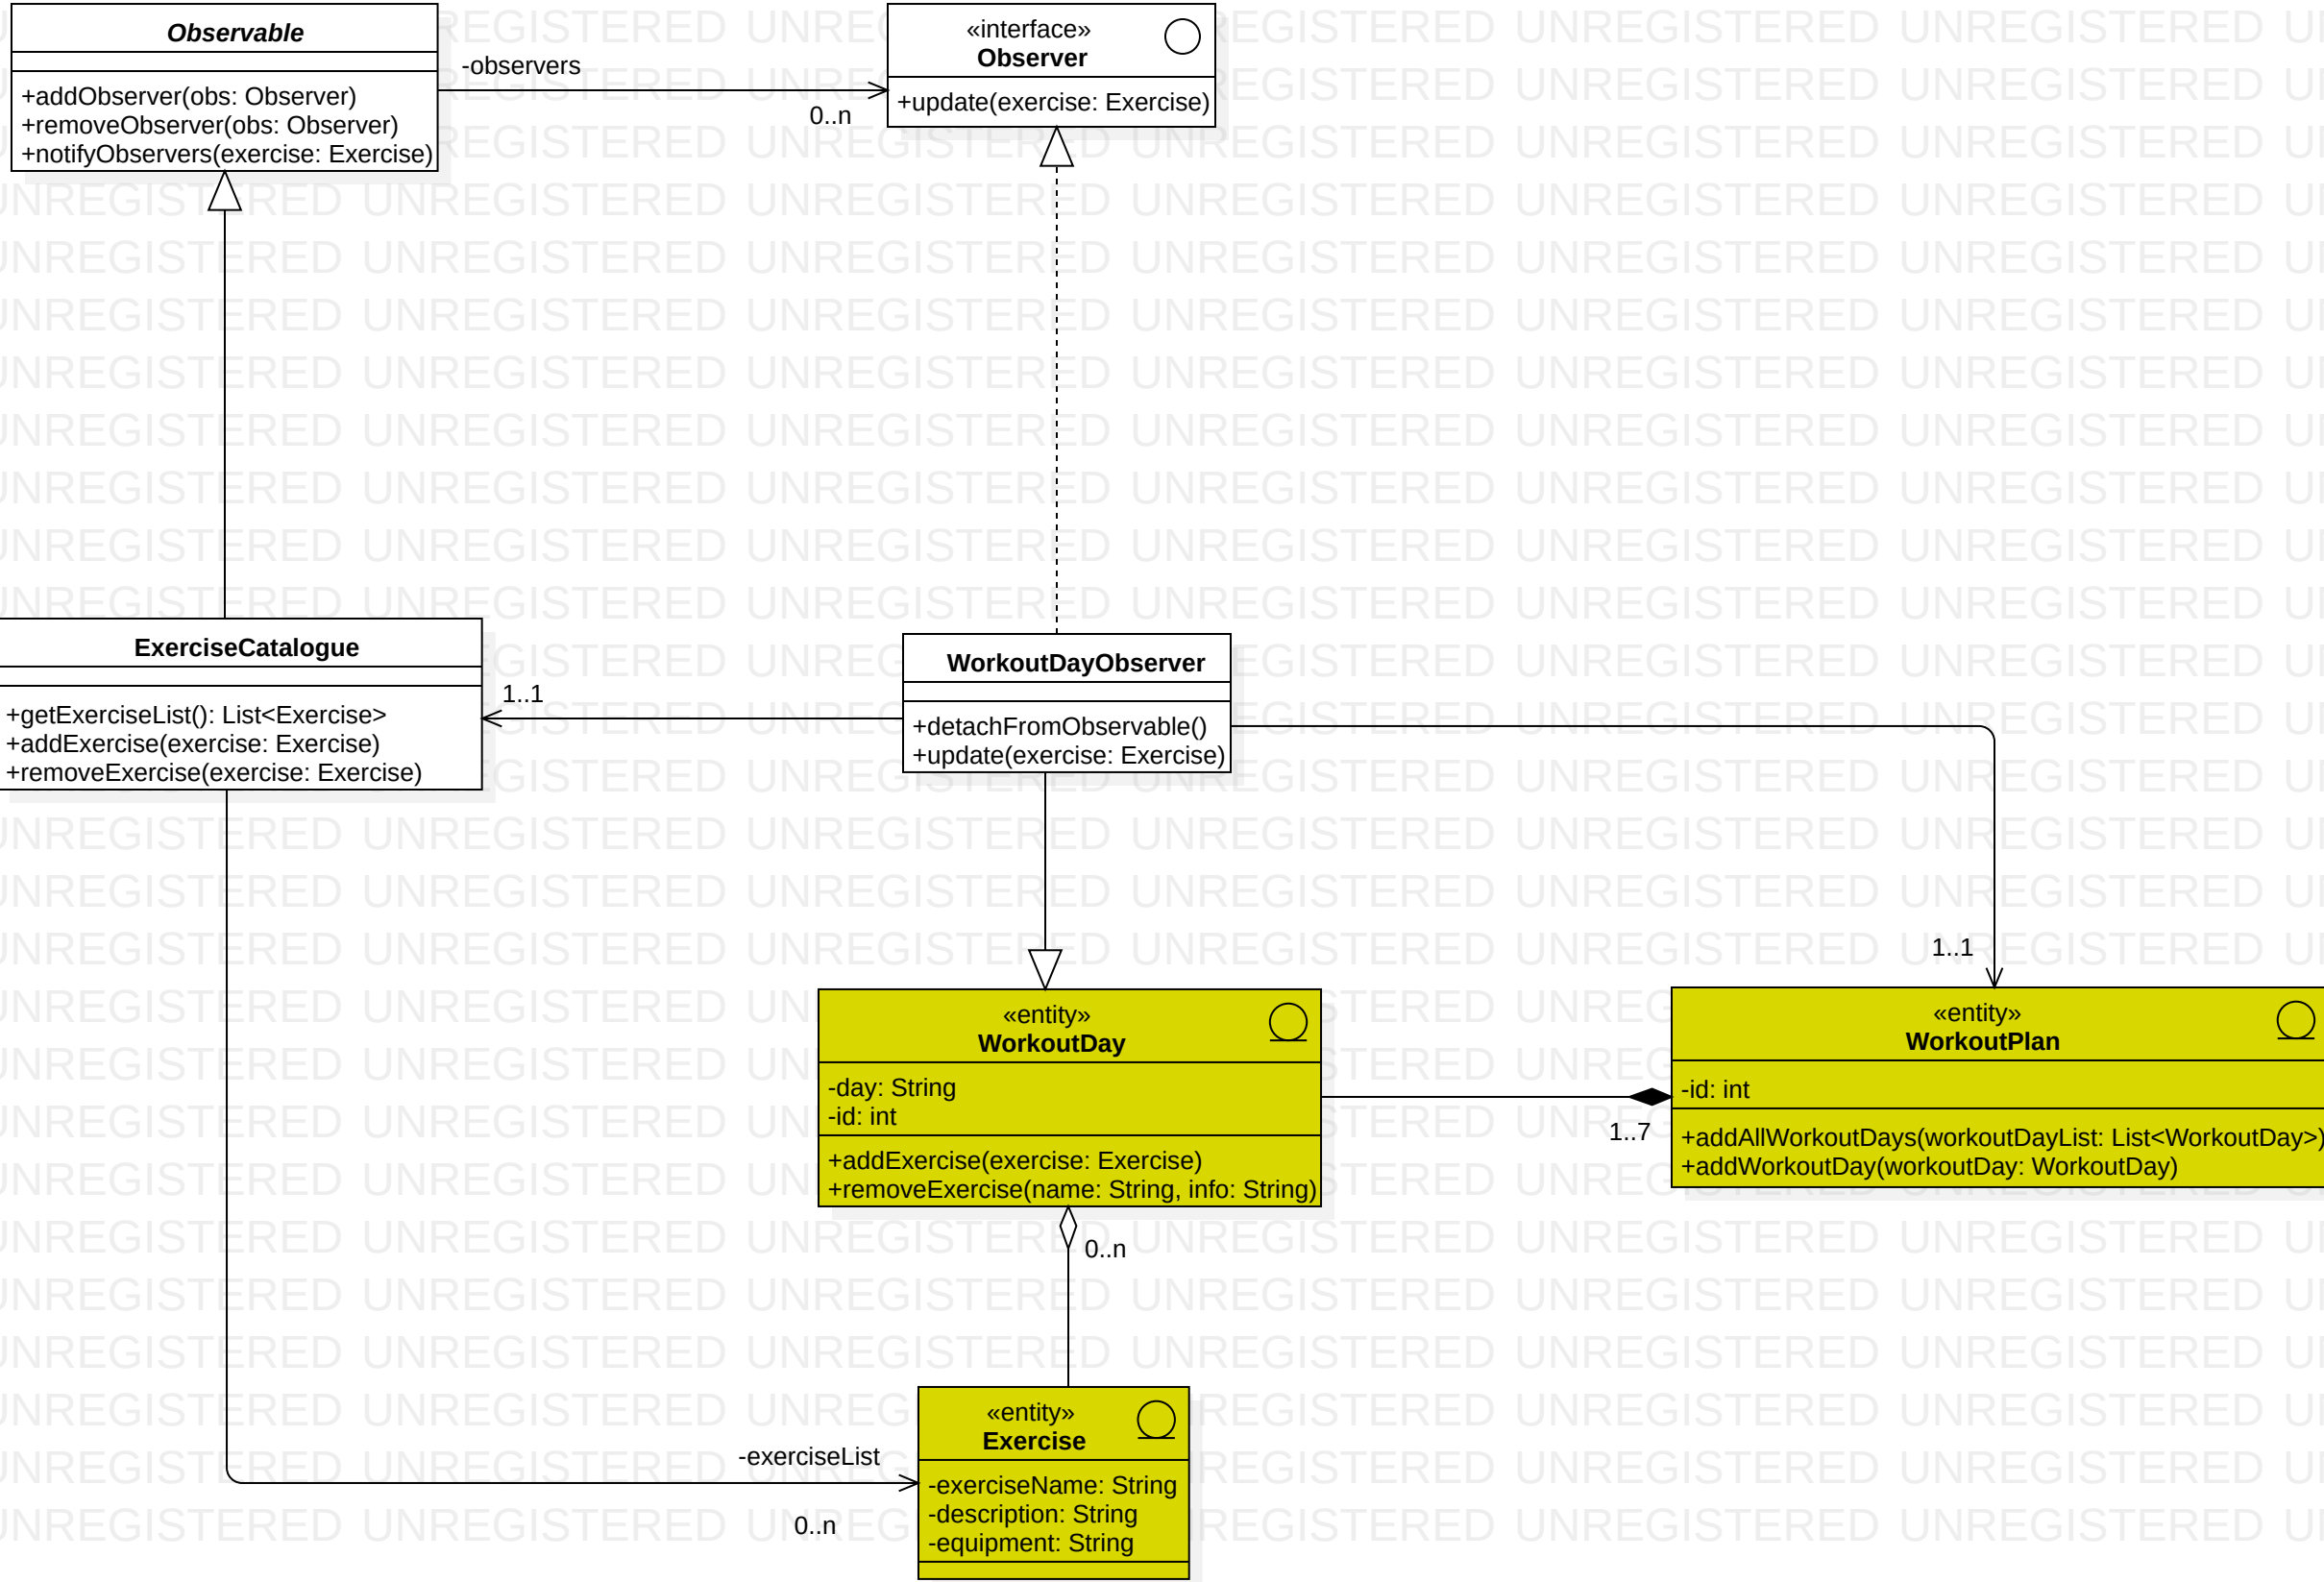 Observable
+addObserver(obs: Observer)
+removeObserver(obs: Observer)
+notifyObservers(exercise: Exercise)
-observers
0..n
«interface»
Observer
+update(exercise: Exercise)
ExerciseCatalogue
+getExerciseList(): List<Exercise>
+addExercise(exercise: Exercise)
+removeExercise(exercise: Exercise)
1..1
WorkoutDayObserver
+detachFromObservable()
+update(exercise: Exercise)
1..1
«entity»
WorkoutDay
-day: String
-id: int
+addExercise(exercise: Exercise)
+removeExercise(name: String, info: String)
1..7
«entity»
WorkoutPlan
-id: int
+addAllWorkoutDays(workoutDayList: List<WorkoutDay>)
+addWorkoutDay(workoutDay: WorkoutDay)
0..n
-exerciseList
0..n
«entity»
Exercise
-exerciseName: String
-description: String
-equipment: String
UNREGISTERED